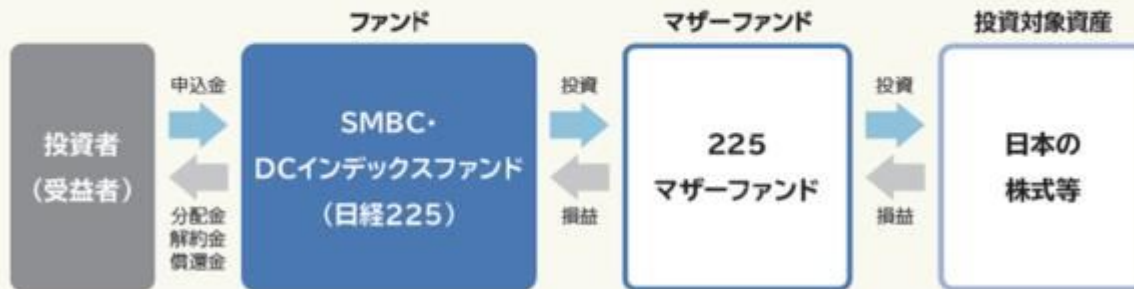 ファンド
マザーファンド
投資対象資産
投資者
（受益者）
申込金
分配金
解約金
償還金
SMBC・
DCインデックスファンド
（日経225）
投資
損益
225
マザーファンド
投資
損益
日本の
株式等